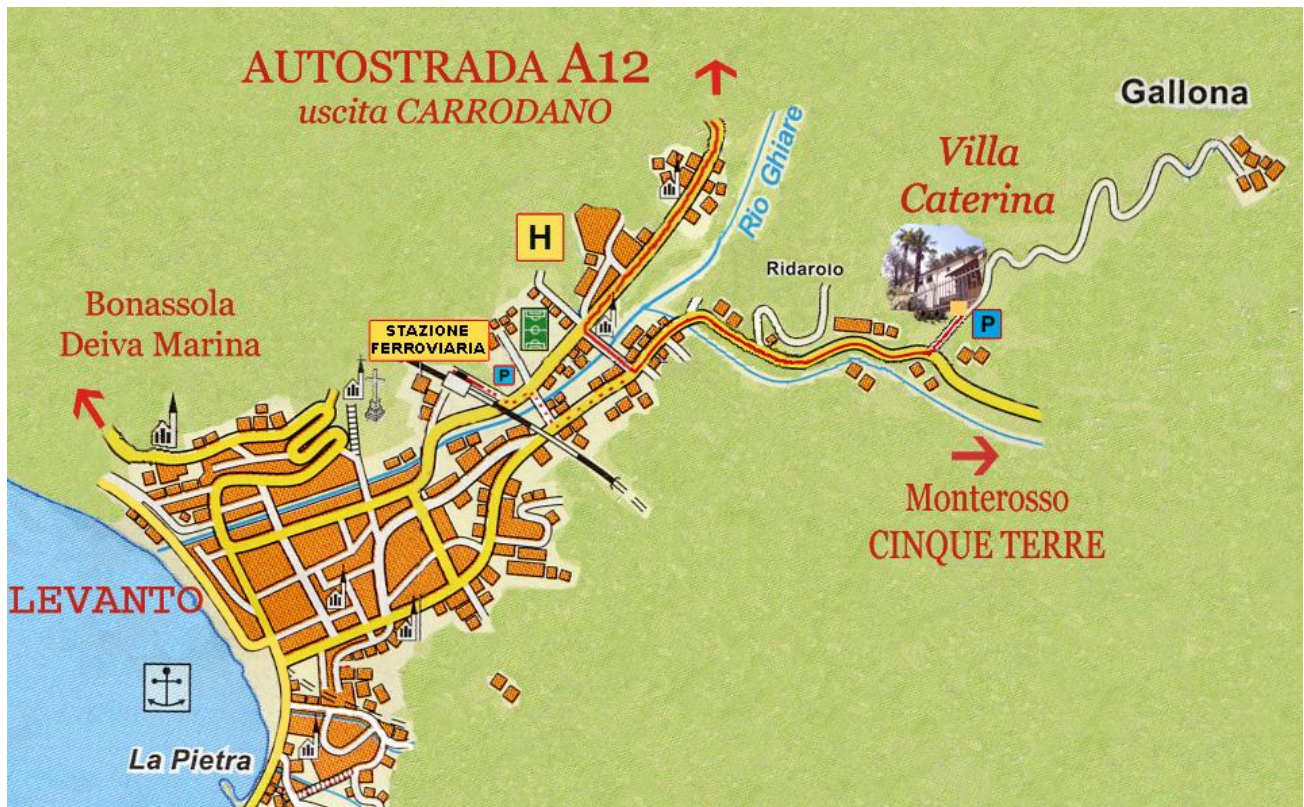 AUTOSTRADA A12
uscita CARRODANO
Gallona
Villa
Caterina
Rio Ghiare
H
Ridarolo
Bonassola
Deiva Marina
STAZIONE
FERROVIARIA
P
P
Monterosso
CINQUE TERRE
LEVANTO
La Pietra